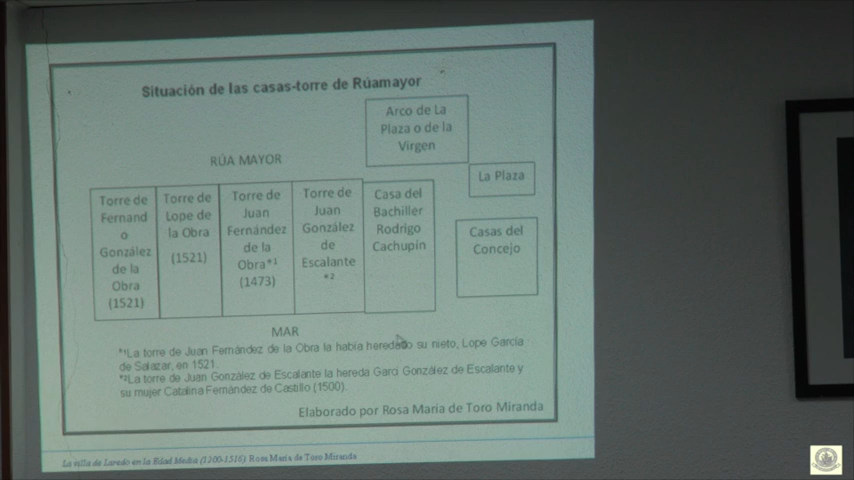 Situación de las casas-torre de Rúamayor
Arco de La
Plaza o de la
Virgen
RÚA MAYOR
La Plaza
Torre de
Fernand
o
González
de la
Obra
(1521)
Torre de
Lope de
la Obra
(1521)
Torre de
Juan
Fernández
de la
Obra*1
(1473)
Torre de
Juan
González
de
Escalante
*2
Casa del
Bachiller
Rodrigo
Cachupin
Casas del
Concejo
MAR
*1La torre de Juan Fernández de la Obra la había heredado su nieto, Lope García
de Salazar, en 1521.
*2La torre de Juan González de Escalante la hereda Garci González de Escalante y
su mujer Catalina Fernández de Castillo (1500).
Elaborado por Rosa María de Toro Miranda
La villa de Laredo en la Edad Media (1200-1516) Rosa María de Toro Miranda